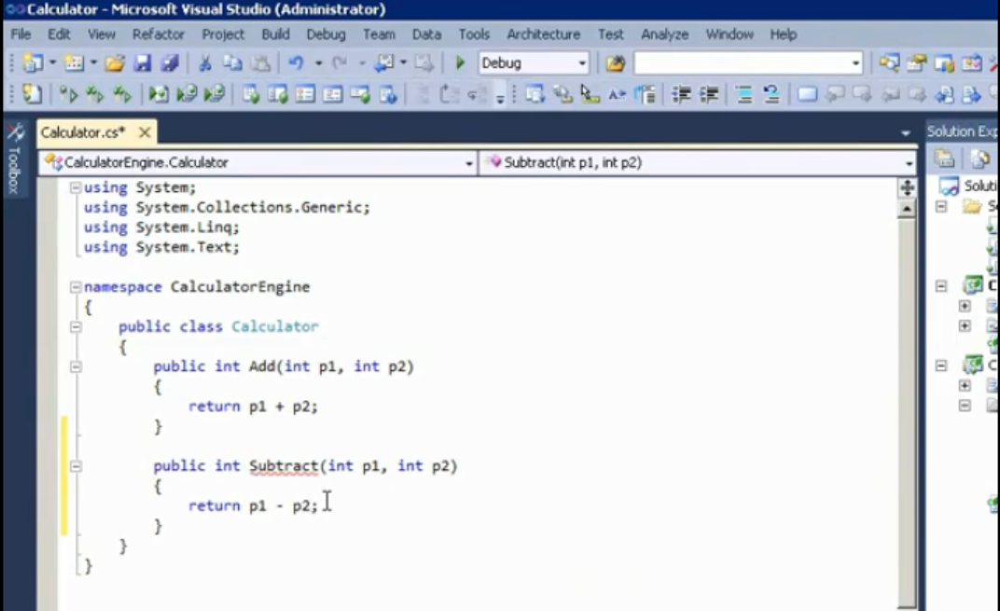 Calculator - Microsoft Visual Studio (Administrator)
File Edit View Refactor Project Build Debug Team Data Tools Architecture Test Analyze Window Help
Debug
Calculator.cs*
Solution
Toolbox
CalculatorEngine.Calculator
Subtract(int p1, int p2)
using System;
using System.Collections.Generic;
using System.Linq;
using System.Text;
namespace CalculatorEngine
{
public class Calculator
{
public int Add(int p1, int p2)
{
return p1 + p2;
}
public int Subtract(int p1, int p2)
{
return p1 - p2;
}
}
}